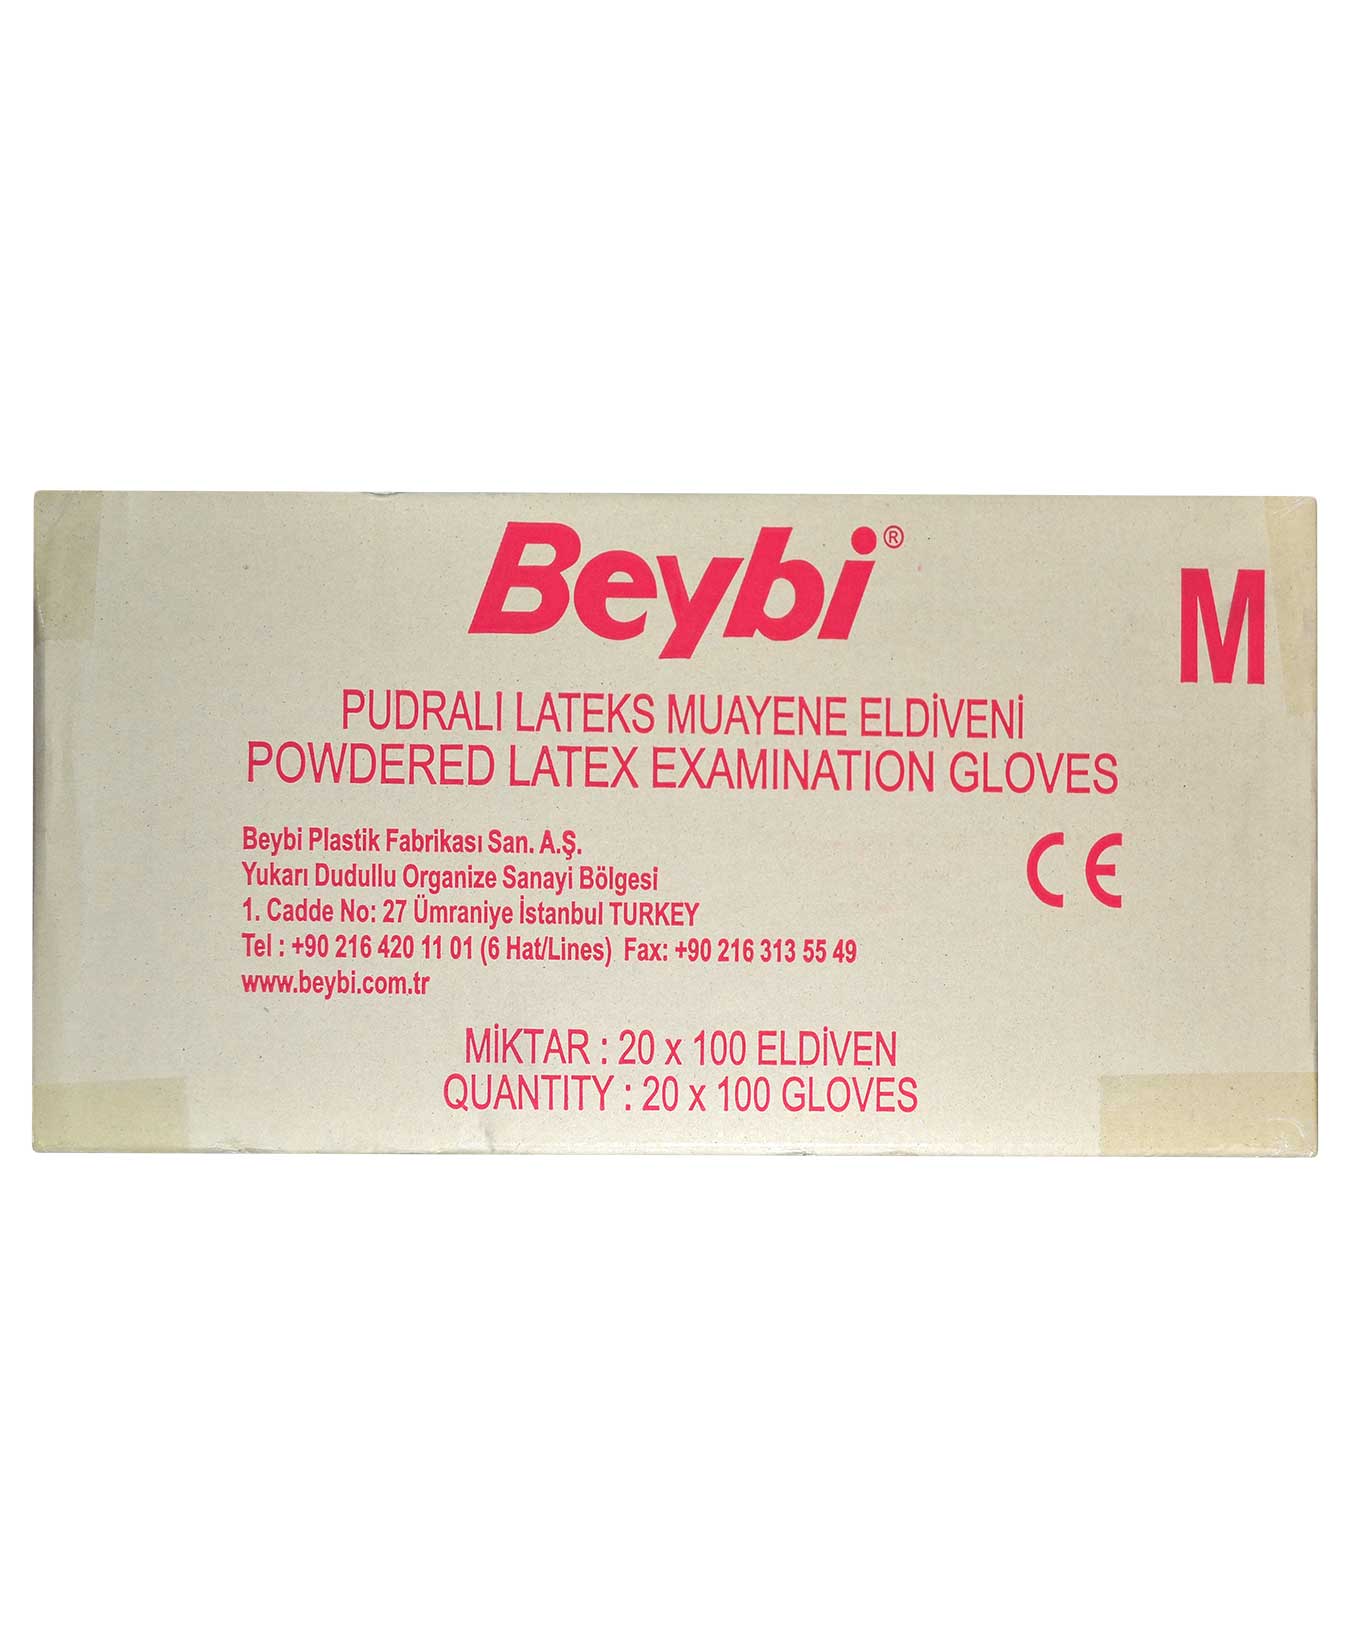 Beybi®
M
PUDRALI LATEKS MUAYENE ELDİVENİ
POWDERED LATEX EXAMINATION GLOVES
Beybi Plastik Fabrikası San. A.Ş.
Yukarı Dudullu Organize Sanayi Bölgesi
1. Cadde No: 27 Ümraniye İstanbul TURKEY
Tel : +90 216 420 11 01 (6 Hat/Lines) Fax: +90 216 313 55 49
www.beybi.com.tr
CE
MİKTAR : 20 x 100 ELDİVEN
QUANTITY : 20 x 100 GLOVES